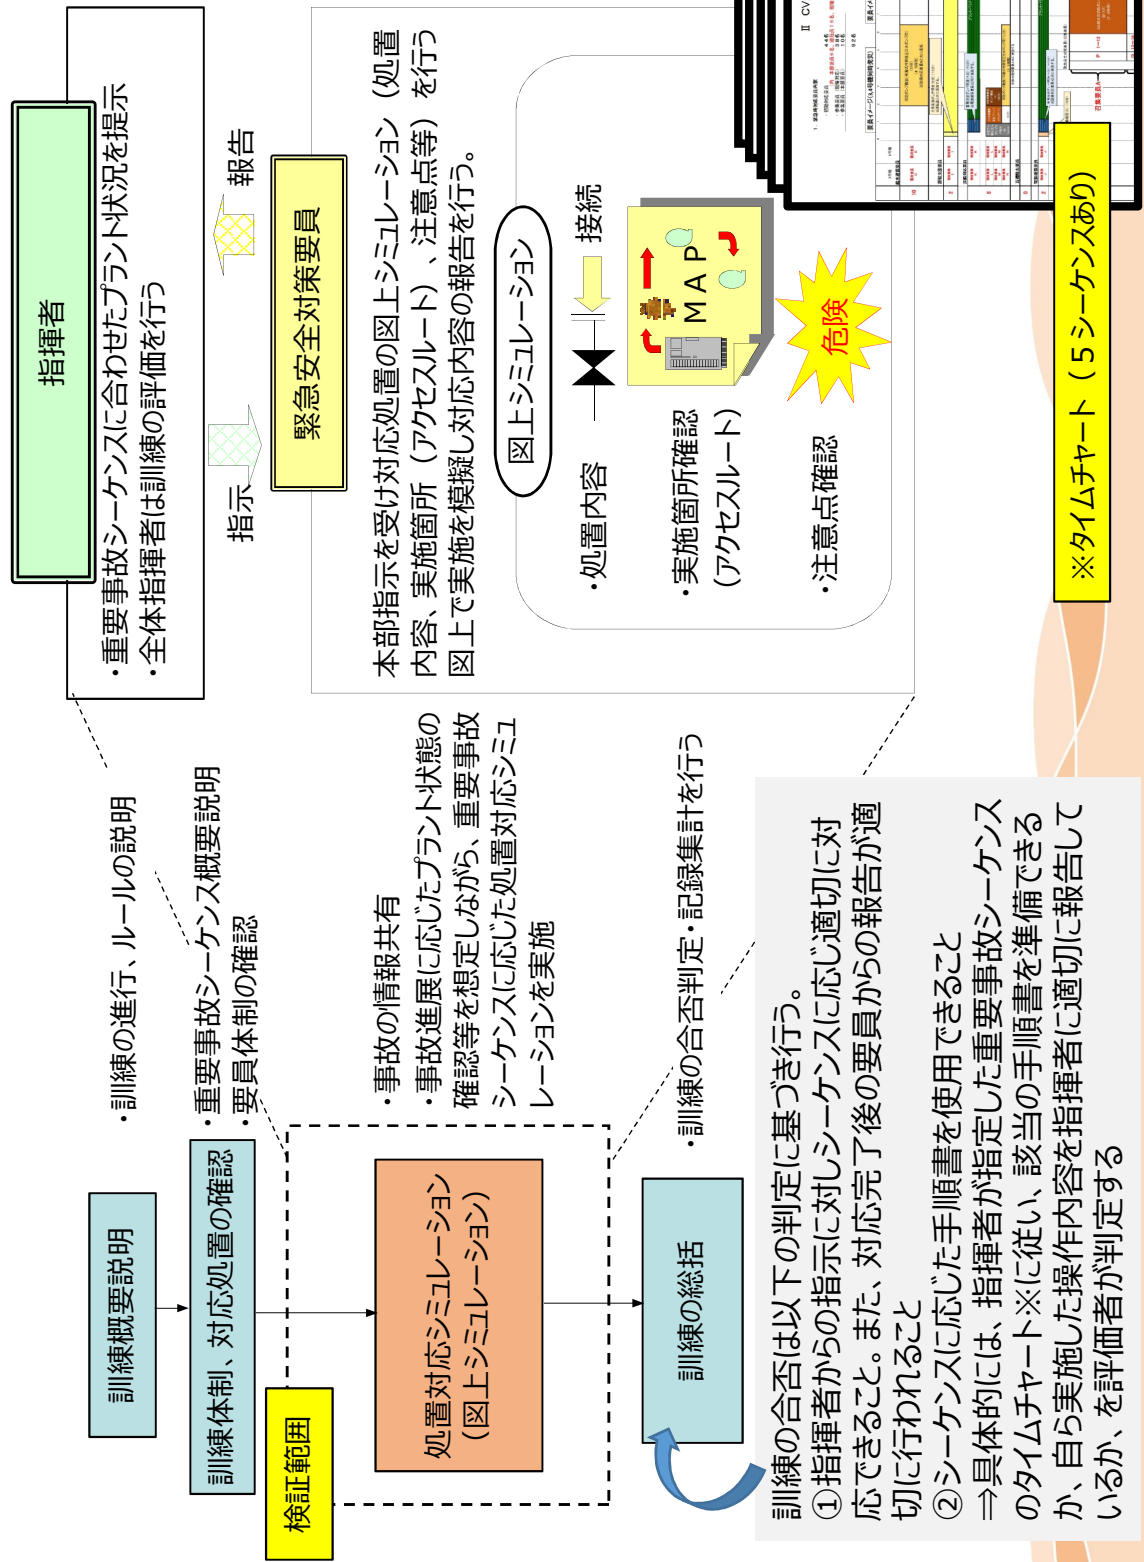 訓練概要説明
・訓練の進行、ルールの説明
訓練体制、対応処置の確認
・重要事故シーケンス概要説明
・要員体制の確認
検証範囲
処置対応シミュレーション
(図上シミュレーション)
・事故の情報共有
・事故進展に応じたプラント状態の
確認等を想定しながら、重要事故
シーケンスに応じた処置対応シミュ
レーションを実施
訓練の総括
・訓練の合否判定・記録集計を行う
訓練の合否は以下の判定に基づき行う。
①指揮者からの指示に対しシーケンスに応じ適切に対
応できること。また、対応完了後の要員からの報告が適
切に行われること
②シーケンスに応じた手順書を使用できること
⇒具体的には、指揮者が指定した重要事故シーケンス
のタイムチャート※に従い、該当の手順書を準備できる
か、自ら実施した操作内容を指揮者に適切に報告して
いるか、を評価者が判定する
指揮者
・重要事故シーケンスに合わせたプラント状況を提示
・全体指揮者は訓練の評価を行う
指示
報告
緊急安全対策要員
本部指示を受け対応処置の図上シミュレーション（処置
内容、実施箇所（アクセスルート）、注意点等）を行う
図上で実施を模擬し対応内容の報告を行う。
図上シミュレーション
・処置内容
接続
・実施箇所確認
(アクセスルート)
MAP
・注意点確認
危険
※タイムチャート（５シーケンスあり）
Ⅱ CV